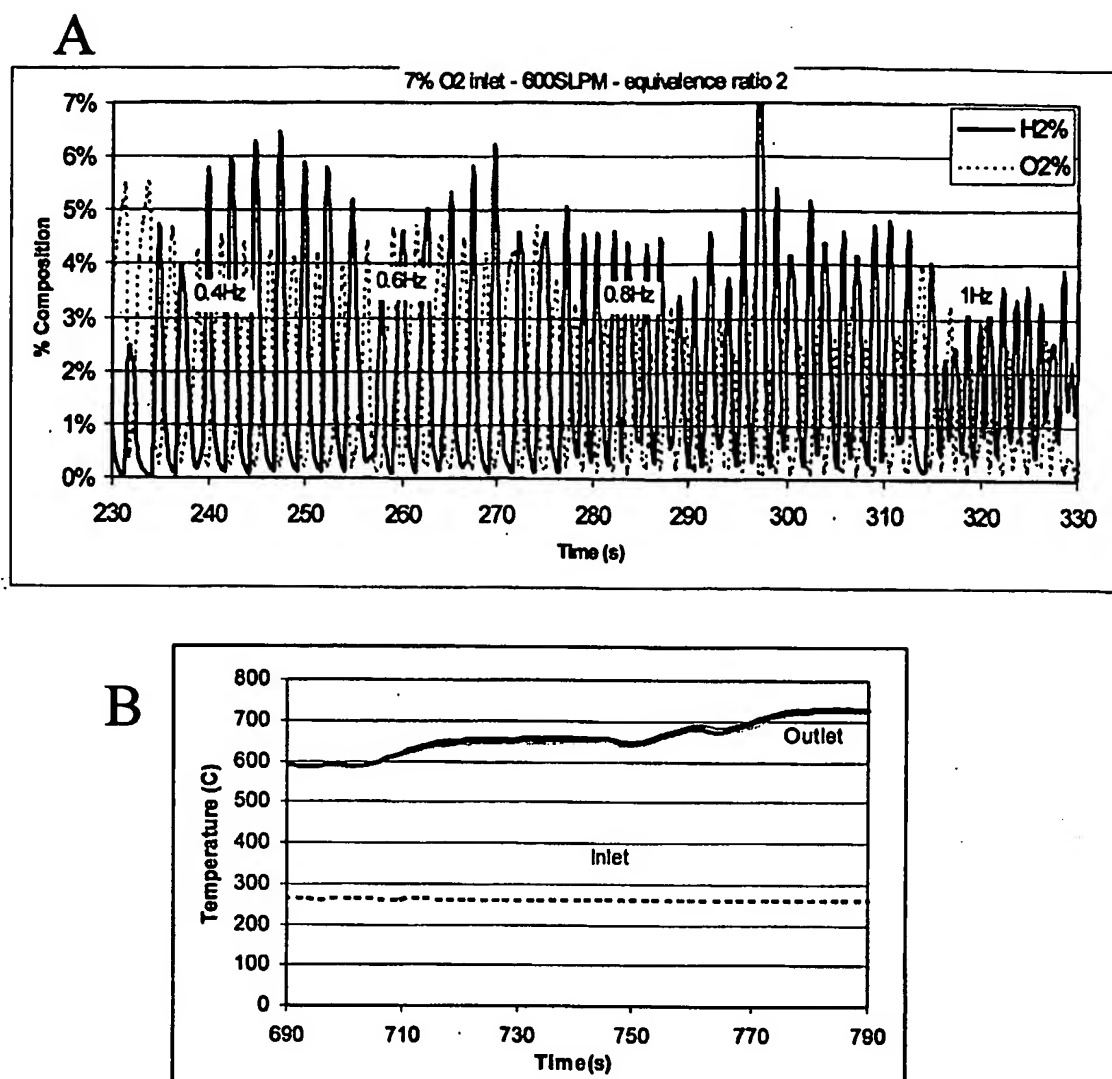 A
7% O2 inlet - 600SLPM - equivalence ratio 2
7%
6%
5%
4%
3%
2%
1%
0%
% Composition
H2%
O2%
0.4Hz
0.6Hz
0.8Hz
1Hz
230 240 250 260 270 280 290 300 310 320 330
Time (s)
B
800
700
600
500
400
300
200
100
0
Temperature (C)
Outlet
Inlet
690 710 730 750 770 790
Time(s)